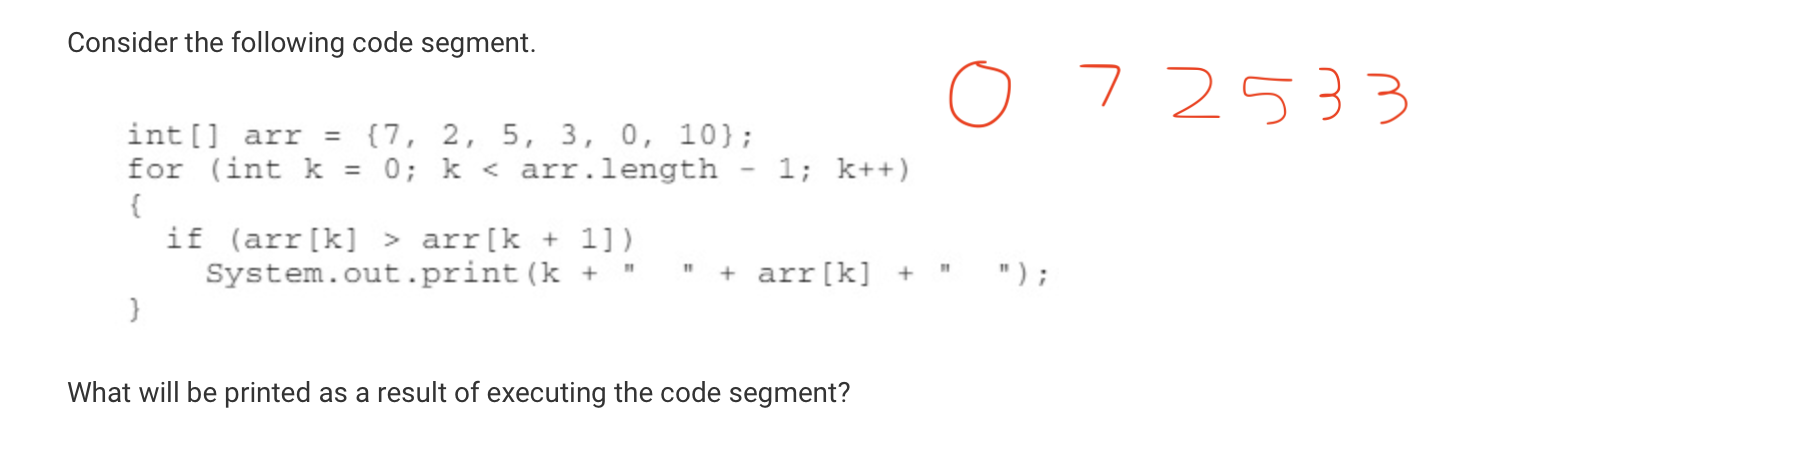 Consider the following code segment.
0 7 2 5 3 3
int[] arr = {7, 2, 5, 3, 0, 10};
for (int k = 0; k < arr.length - 1; k++)
{
if (arr[k] > arr[k + 1])
System.out.print(k + "  " + arr[k] + "  ");
}
What will be printed as a result of executing the code segment?